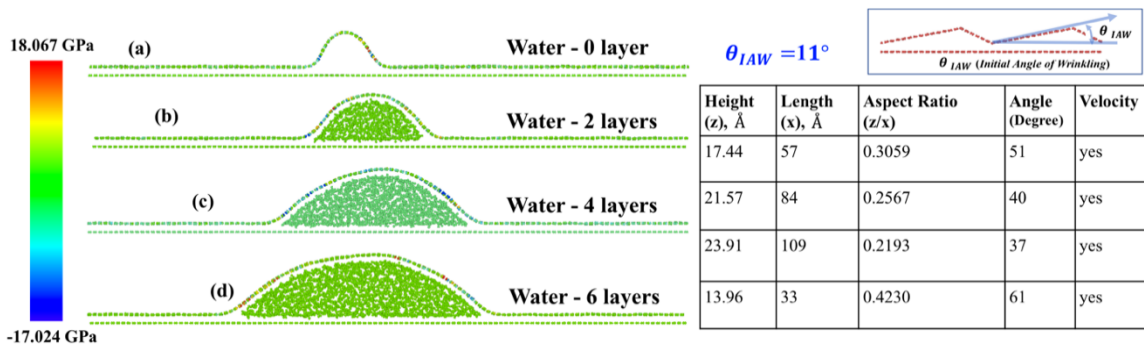 18.067 GPa
(a)
Water - 0 layer
(b)
Water - 2 layers
(c)
Water - 4 layers
(d)
Water - 6 layers
-17.024 GPa
θ_IAW =11°
θ_IAW
θ_IAW (Initial Angle of Wrinkling)
Height (z), Å Length (x), Å Aspect Ratio (z/x) Angle (Degree) Velocity
17.44 57 0.3059 51 yes
21.57 84 0.2567 40 yes
23.91 109 0.2193 37 yes
13.96 33 0.4230 61 yes